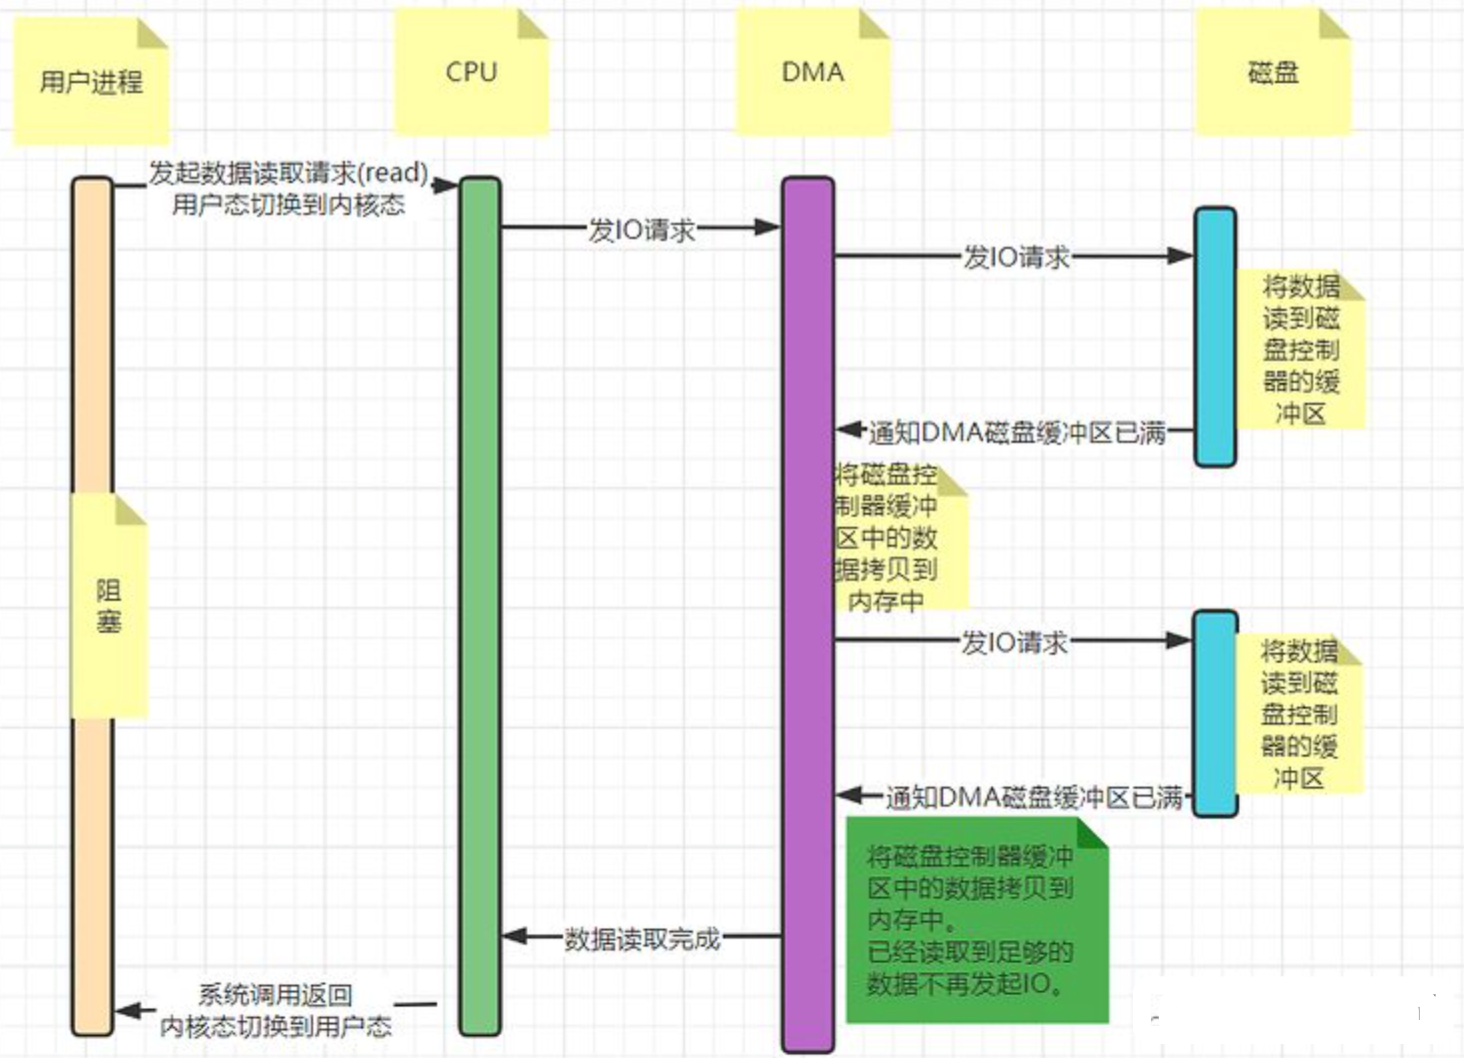 用户进程
CPU
DMA
磁盘
发起数据读取请求(read)
用户态切换到内核态
发IO请求
发IO请求
将数据
读到磁
盘控制
器的缓
冲区
通知DMA磁盘缓冲区已满
将磁盘控
制器缓冲
区中的数
据拷贝到
内存中
阻
塞
发IO请求
将数据
读到磁
盘控制
器的缓
冲区
通知DMA磁盘缓冲区已满
将磁盘控制器缓冲
区中的数据拷贝到
内存中。
已经读取到足够的
数据不再发起IO。
数据读取完成
系统调用返回
内核态切换到用户态